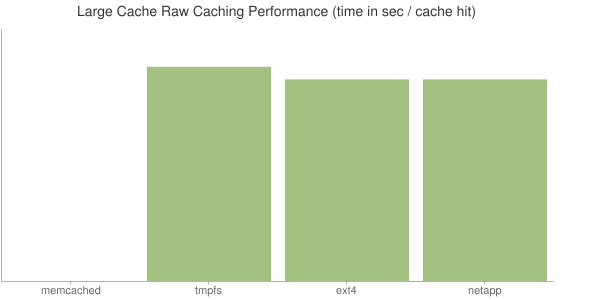 Large Cache Raw Caching Performance (time in sec / cache hit)
memcached tmpfs ext4 netapp